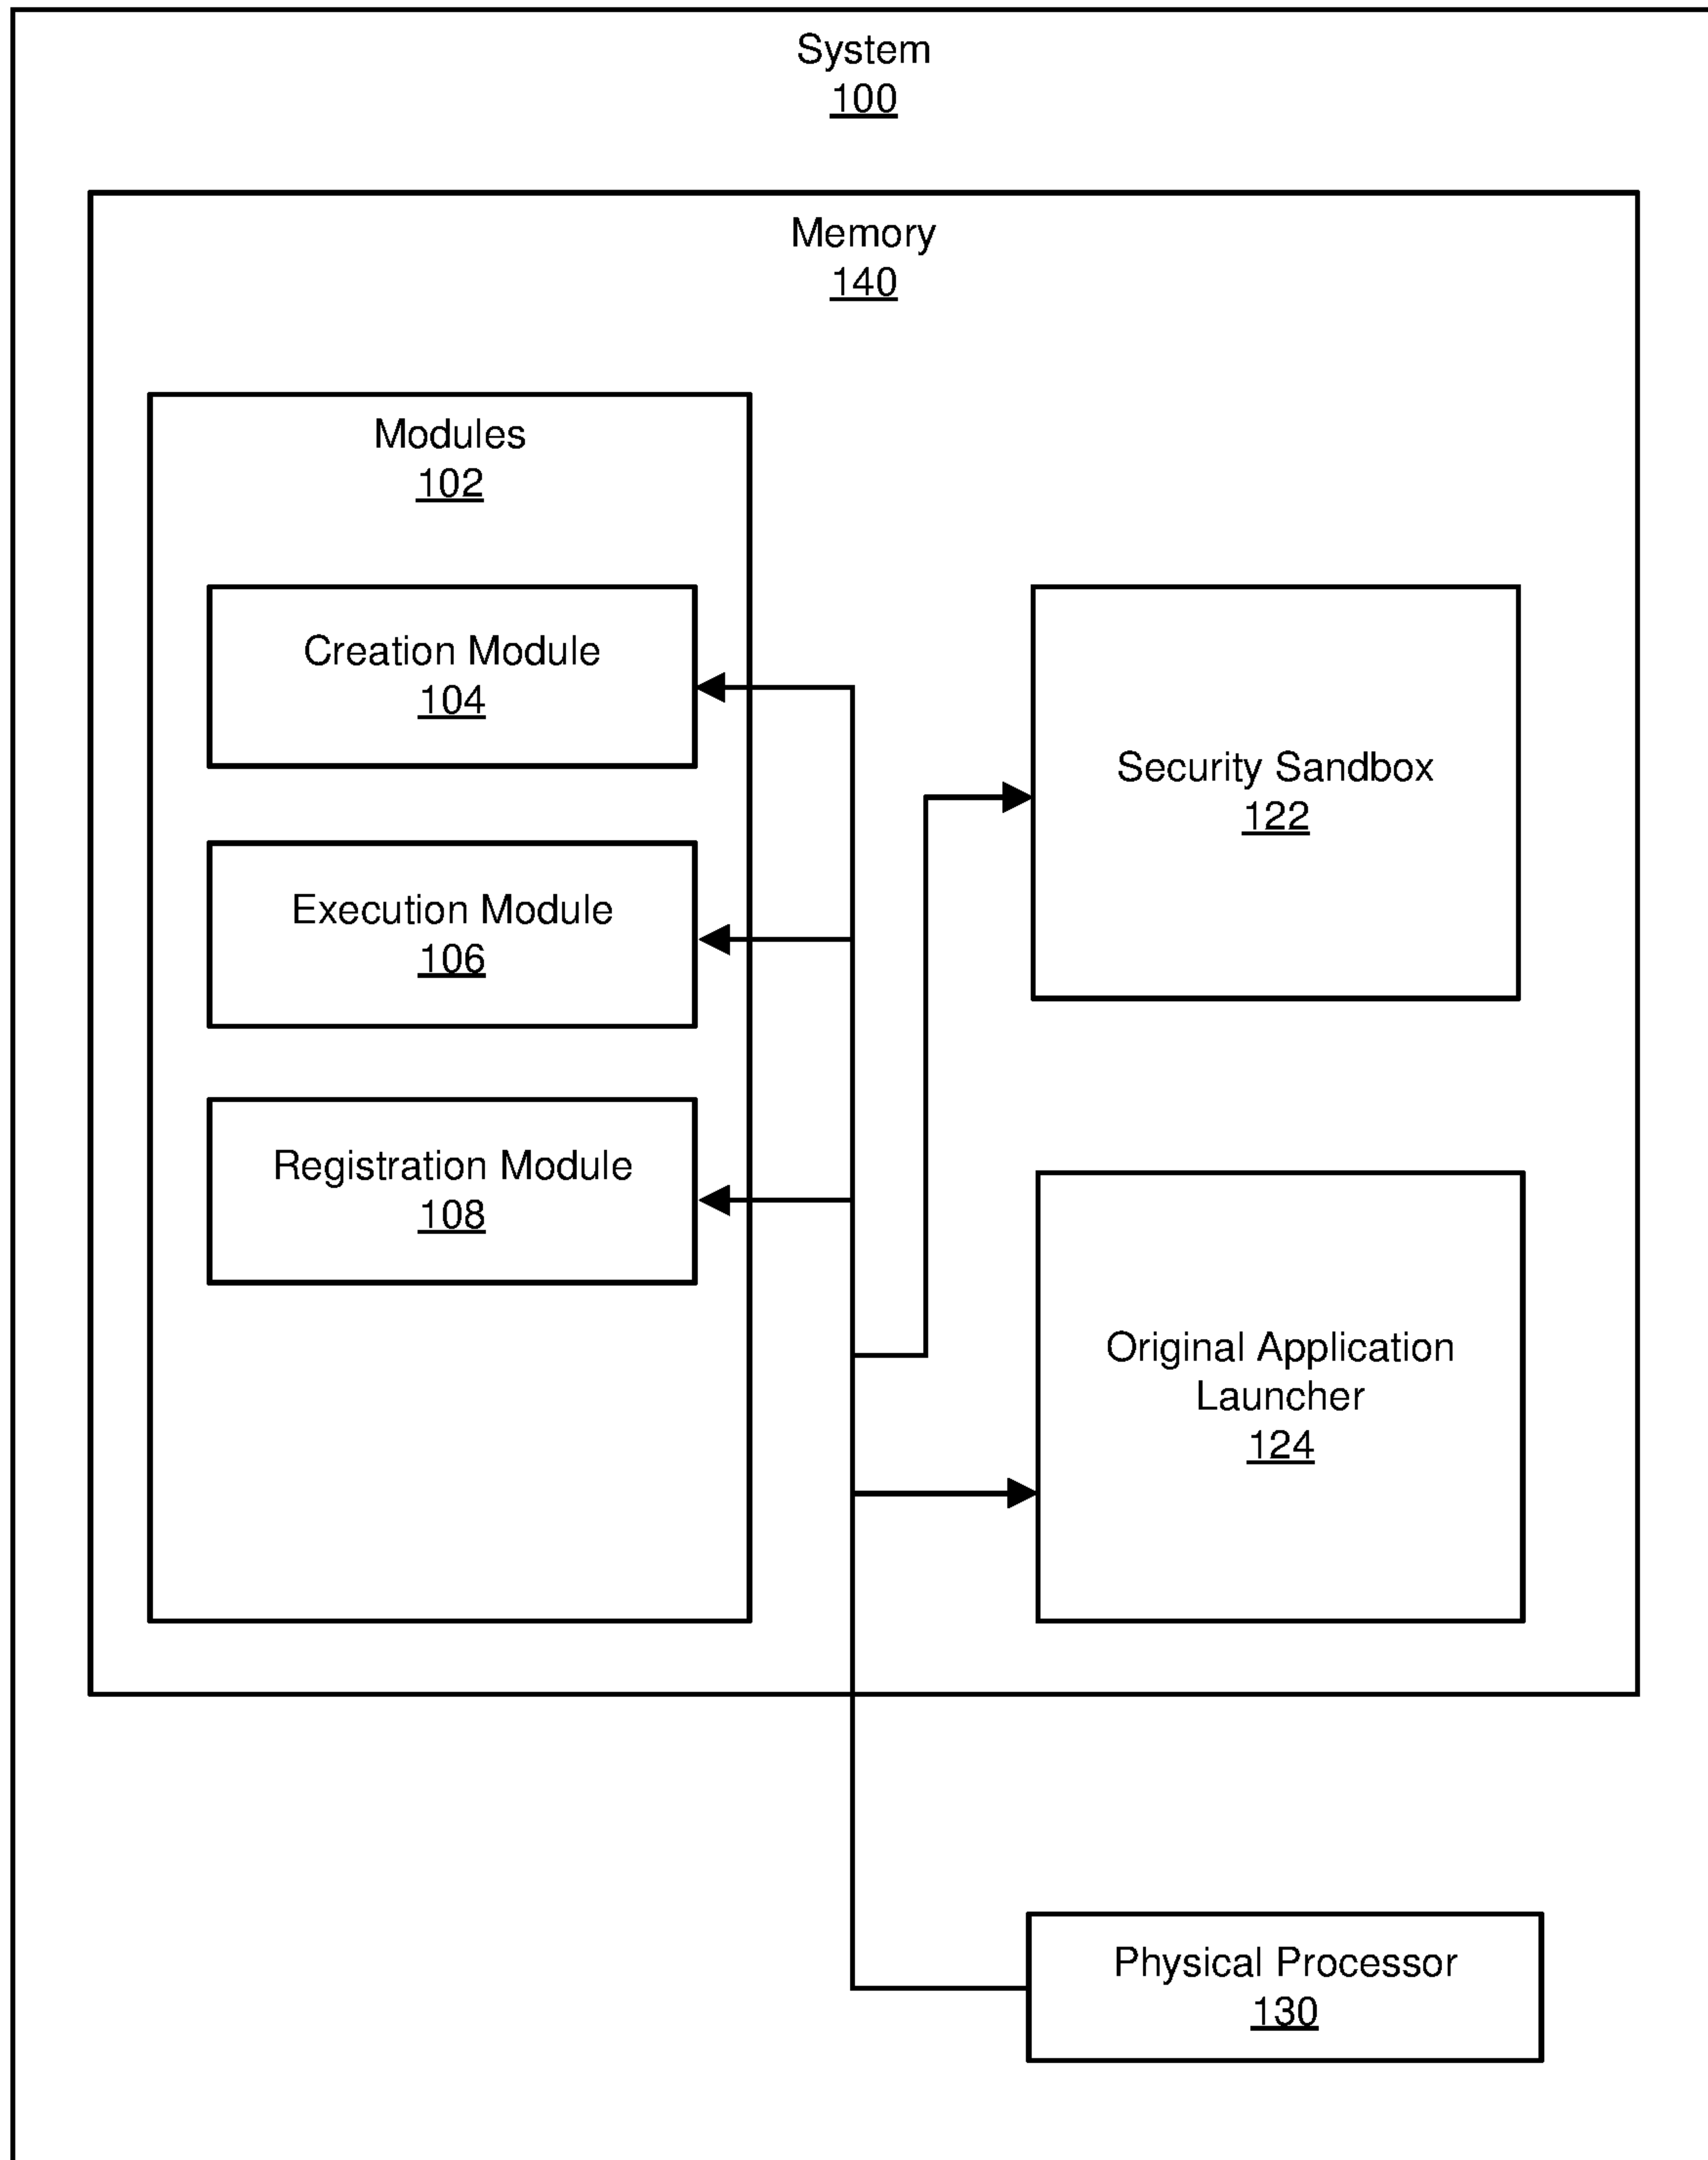 System
100
Memory
140
Modules
102
Creation Module
104
Execution Module
106
Registration Module
108
Security Sandbox
122
Original Application
Launcher
124
Physical Processor
130